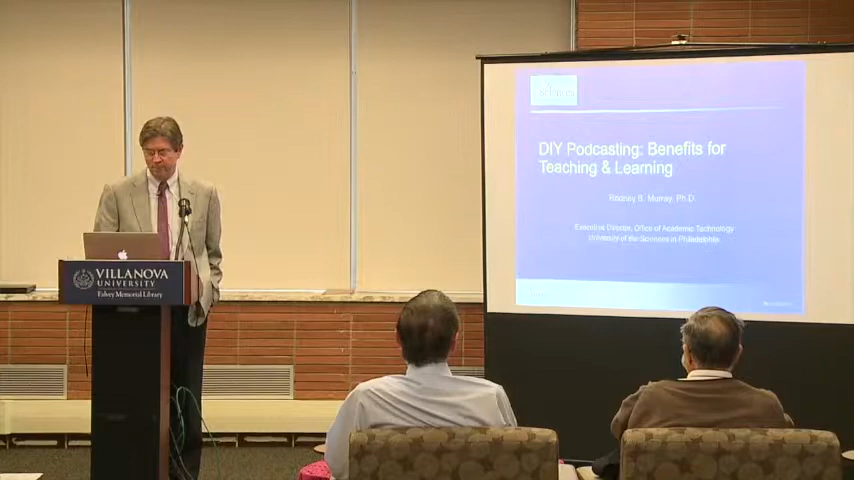 VILLANOVA
UNIVERSITY
Falvey Memorial Library
Sciences
DIY Podcasting: Benefits for
Teaching & Learning
Rodney B. Murray, Ph.D.
Executive Director, Office of Academic Technology
University of the Sciences in Philadelphia